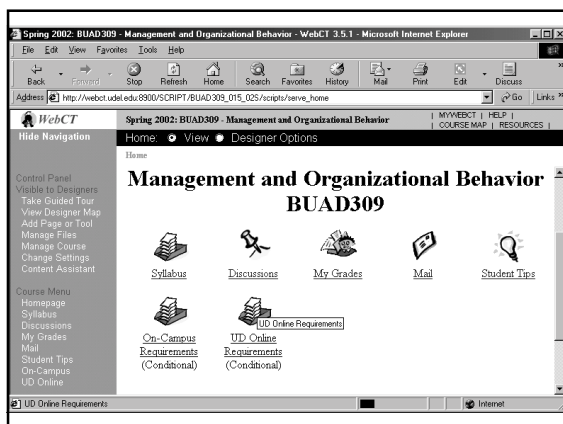 Spring 2002: BUAD309 - Management and Organizational Behavior - WebCT 3.5.1 - Microsoft Internet Explorer
File Edit View Favorites Tools Help
Back Forward Stop Refresh Home Search Favorites History Mail Print Edit Discuss
Address http://webct.udel.edu:8900/SCRIPT/BUAD309_015_02S/scripts/serve_home Go Links »
WebCT Spring 2002: BUAD309 - Management and Organizational Behavior | MYWEBCT | HELP |
| COURSE MAP | RESOURCES |
Hide Navigation Home: View Designer Options
Home
Control Panel
Visible to Designers
Take Guided Tour
View Designer Map
Add Page or Tool
Manage Files
Manage Course
Change Settings
Content Assistant
Course Menu
Homepage
Syllabus
Discussions
My Grades
Mail
Student Tips
On-Campus
UD Online
Management and Organizational Behavior
BUAD309
Syllabus Discussions My Grades Mail Student Tips
UD Online Requirements
On-Campus UD Online
Requirements Requirements
(Conditional) (Conditional)
UD Online Requirements Internet